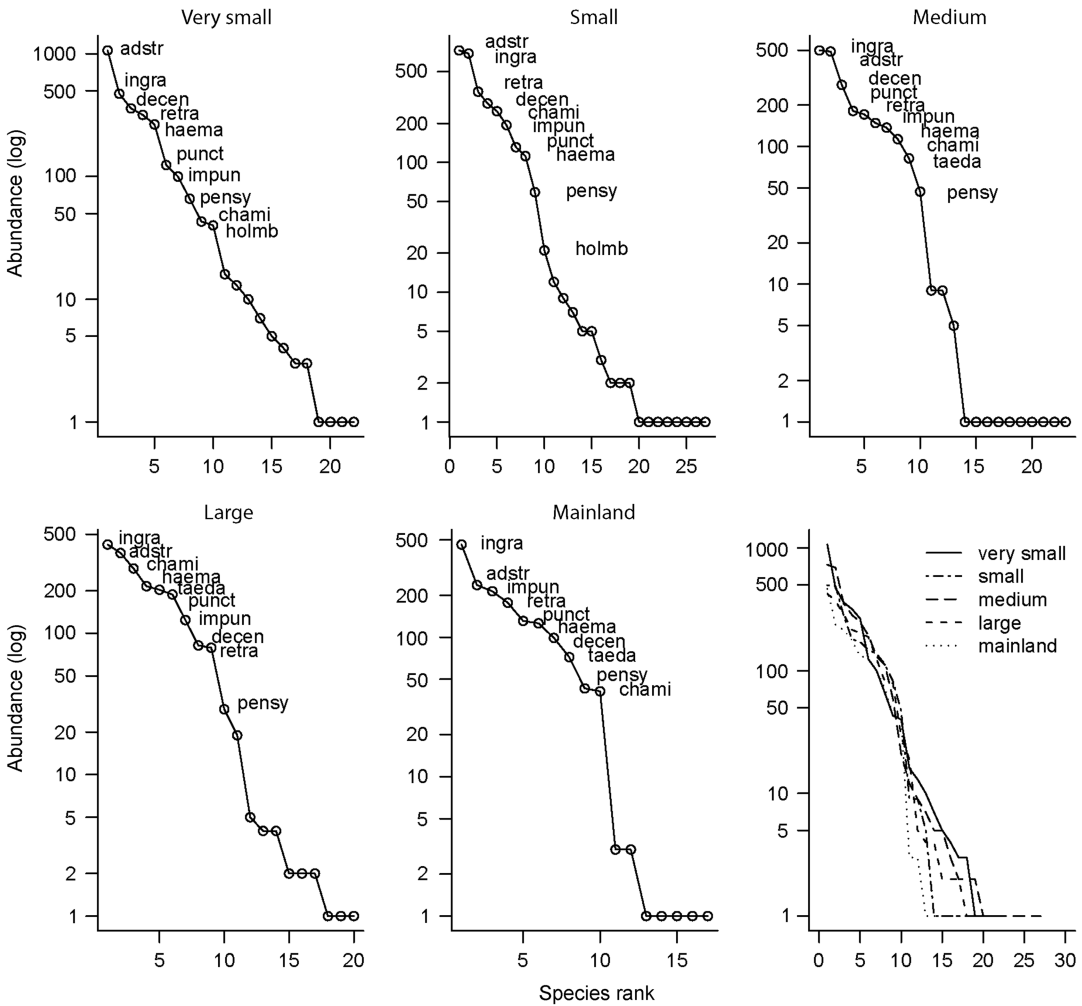 Very small
Small
Medium
Abundance (log)
1000
500
100
50
10
5
1
adstr
ingra
decen
retra
haema
punct
impun
pensy
chami
holmb
5
10
15
20
500
200
100
50
20
10
5
2
1
adstr
ingra
retra
decen
chami
impun
punct
haema
pensy
holmb
0
5
10
15
20
25
500
200
100
50
20
10
5
2
1
ingra
adstr
decen
punct
retra
impun
haema
chami
taeda
pensy
5
10
15
20
Large
Mainland
Abundance (log)
500
200
100
50
20
10
5
2
1
ingra
adstr
chami
haema
taeda
punct
impun
decen
retra
pensy
5
10
15
20
500
200
100
50
20
10
5
2
1
ingra
adstr
impun
retra
punct
haema
decen
taeda
pensy
chami
5
10
15
1000
500
100
50
10
5
1
very small
small
medium
large
mainland
0
5
10
15
20
25
30
Species rank